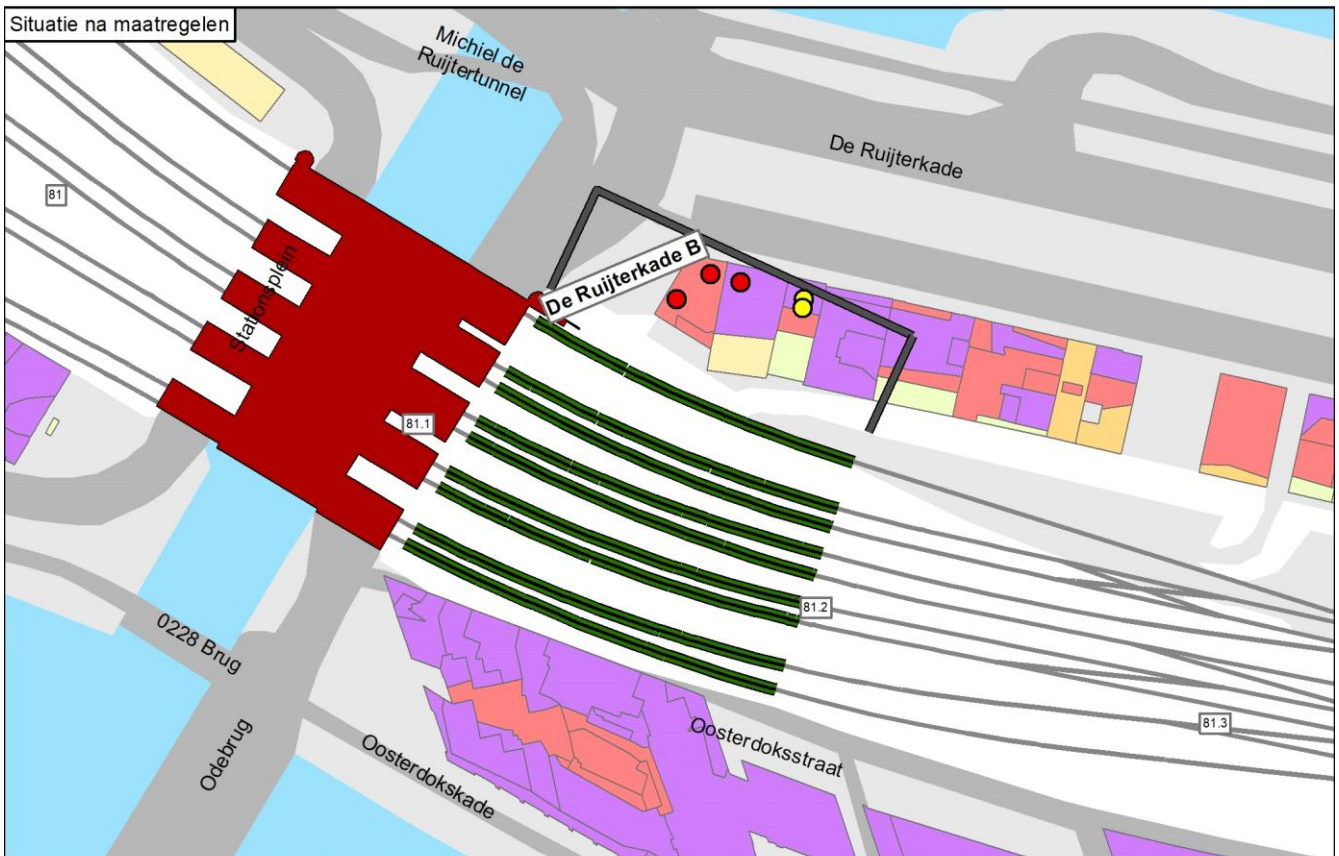 Situatie na maatregelen
Michiel de
Ruijtertunnel
De Ruijterkade
81
Stationsplein
De Ruijterkade B
81.1
81.2
0228 Brug
81.3
Oosterdoksstraat
Odebrug
Oosterdokskade